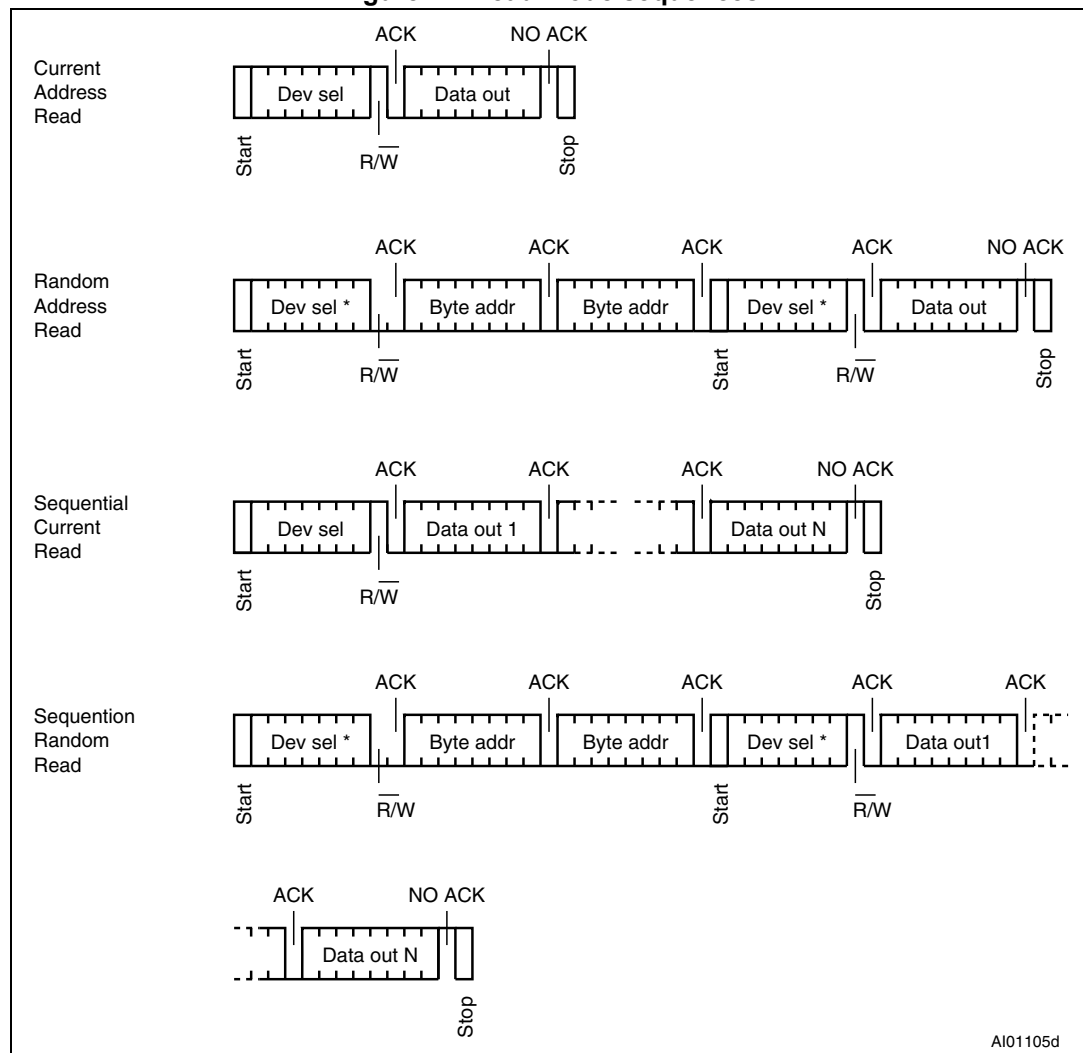 ACK NO ACK
Current
Address
Read
Dev sel Data out
Start R/W Stop
ACK ACK ACK ACK NO ACK
Random
Address
Read
Dev sel * Byte addr Byte addr Dev sel * Data out
Start R/W Start R/W Stop
ACK ACK ACK NO ACK
Sequential
Current
Read
Dev sel Data out 1 Data out N
Start R/W Stop
ACK ACK ACK ACK ACK
Sequention
Random
Read
Dev sel * Byte addr Byte addr Dev sel * Data out1
Start R/W Start R/W
ACK NO ACK
Data out N
Stop
AI01105d